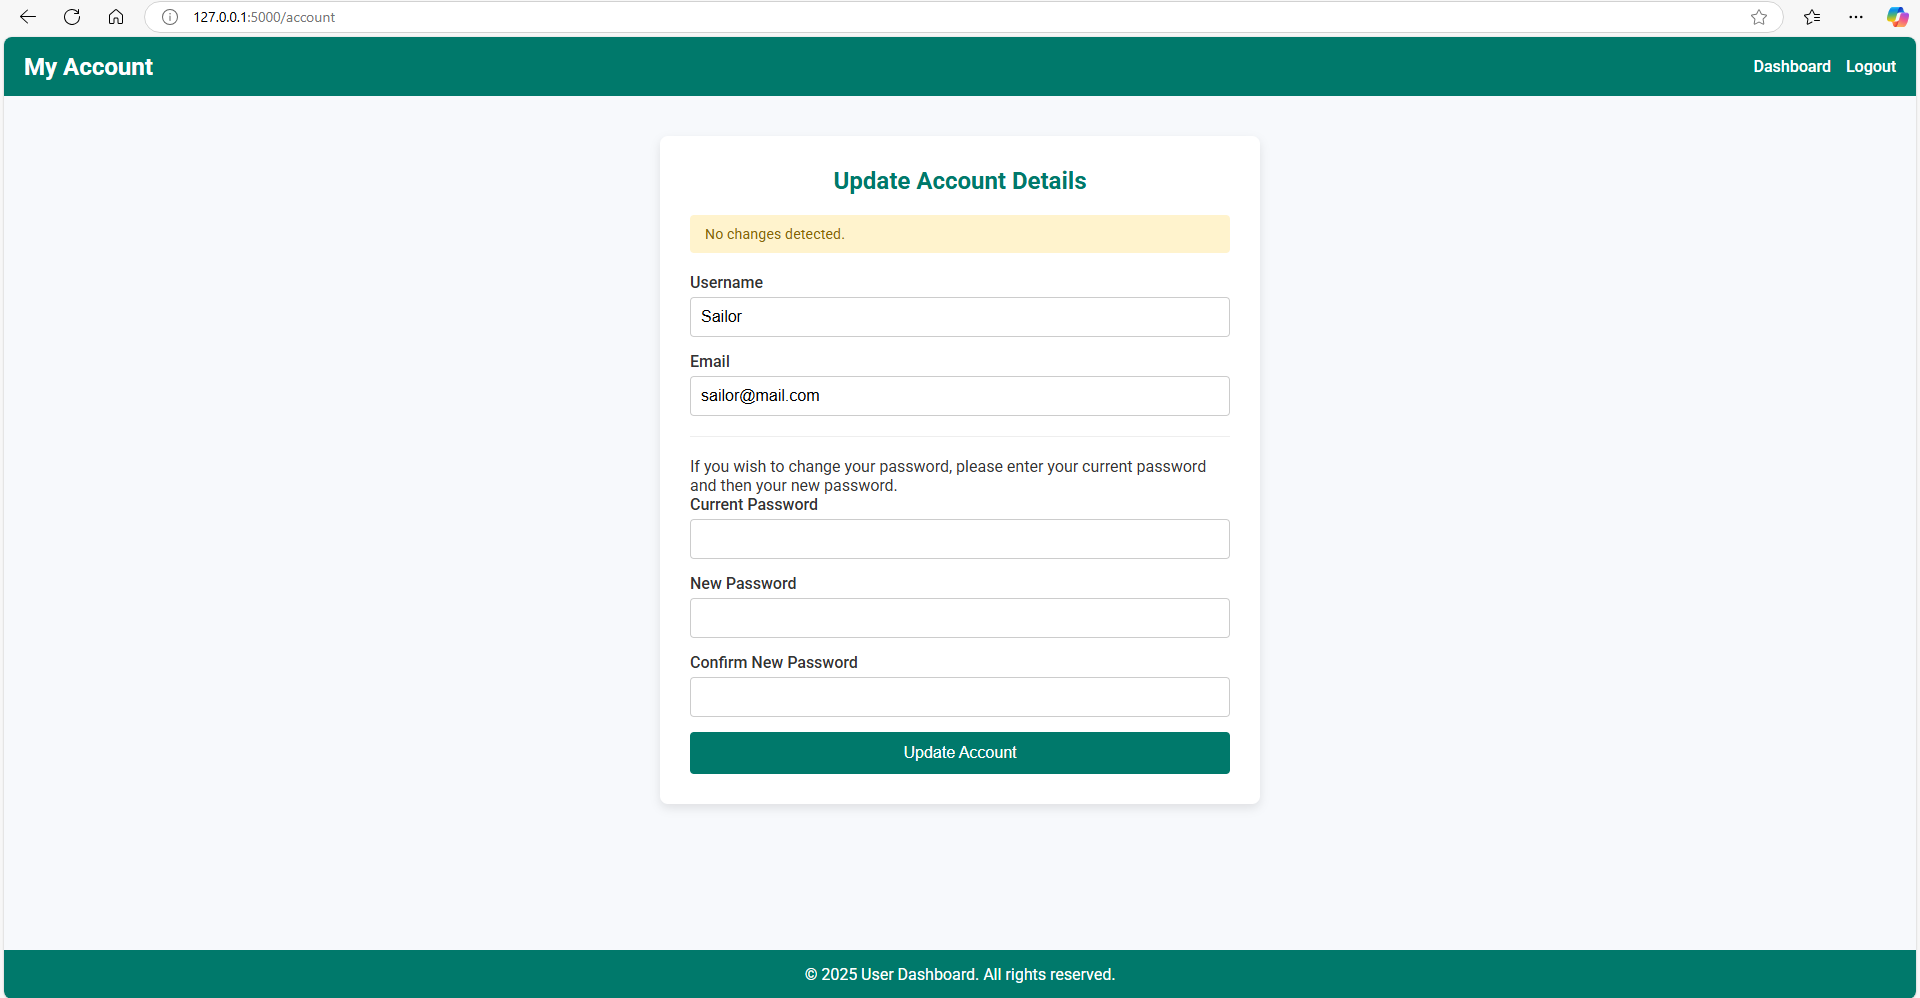 127.0.0.1:5000/account
My Account
Dashboard Logout
Update Account Details
No changes detected.
Username
Sailor
Email
sailor@mail.com
If you wish to change your password, please enter your current password
and then your new password.
Current Password
New Password
Confirm New Password
Update Account
© 2025 User Dashboard. All rights reserved.